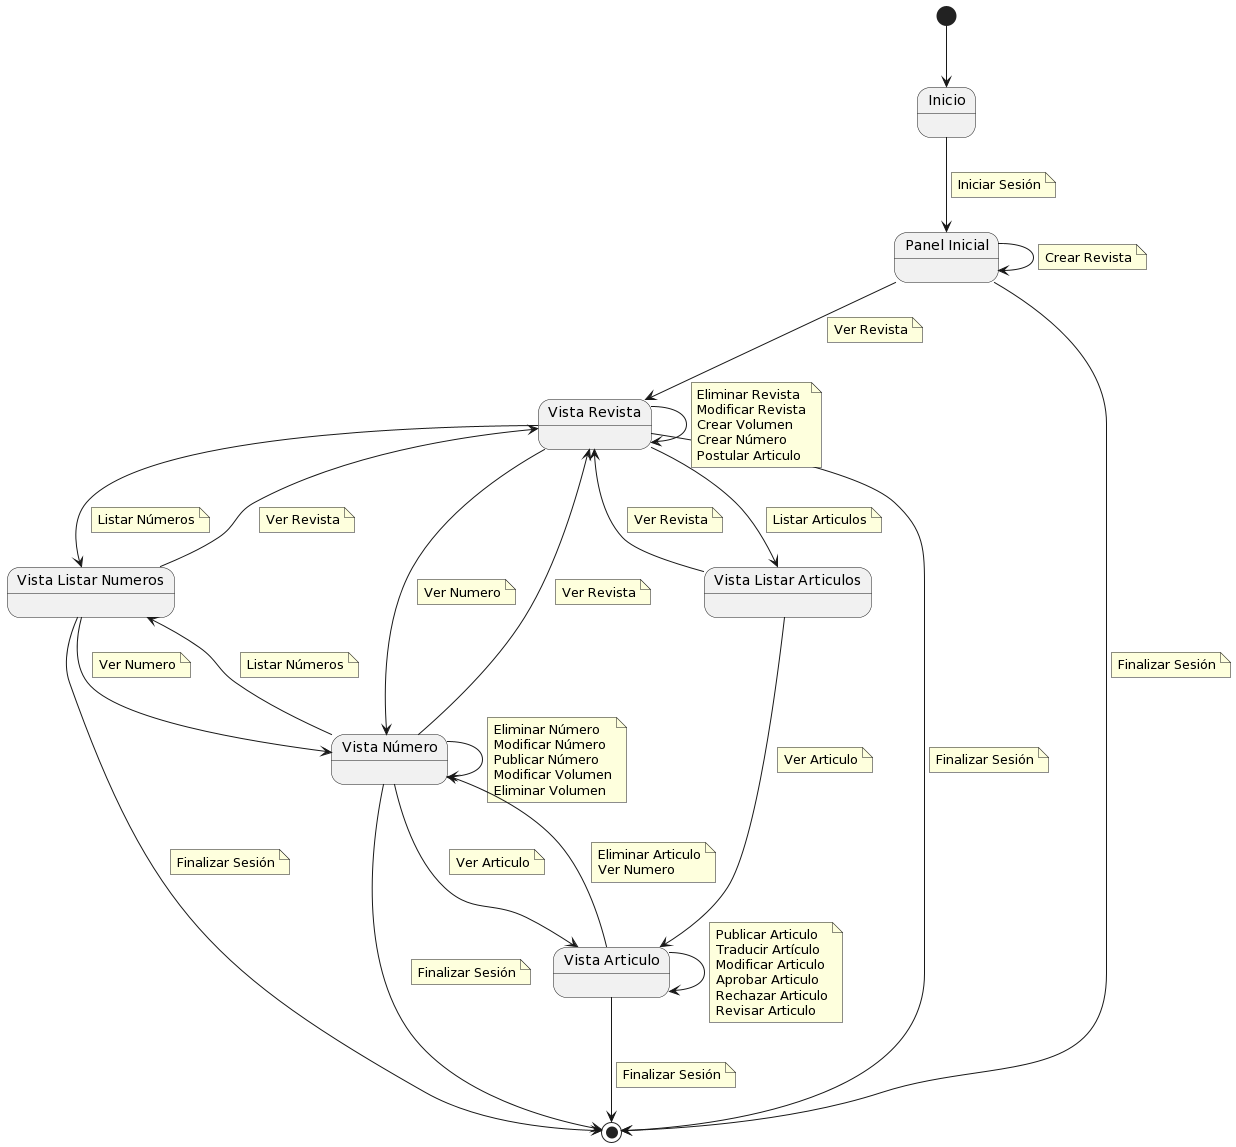 Inicio
Iniciar Sesión
Panel Inicial
Crear Revista
Ver Revista
Vista Revista
Eliminar Revista
Modificar Revista
Crear Volumen
Crear Número
Postular Articulo
Listar Números
Ver Revista
Ver Revista
Listar Articulos
Vista Listar Numeros
Ver Numero
Ver Revista
Vista Listar Articulos
Ver Numero
Listar Números
Finalizar Sesión
Vista Número
Eliminar Número
Modificar Número
Publicar Número
Modificar Volumen
Eliminar Volumen
Ver Articulo
Finalizar Sesión
Finalizar Sesión
Ver Articulo
Eliminar Articulo
Ver Numero
Finalizar Sesión
Vista Articulo
Publicar Articulo
Traducir Artículo
Modificar Articulo
Aprobar Articulo
Rechazar Articulo
Revisar Articulo
Finalizar Sesión